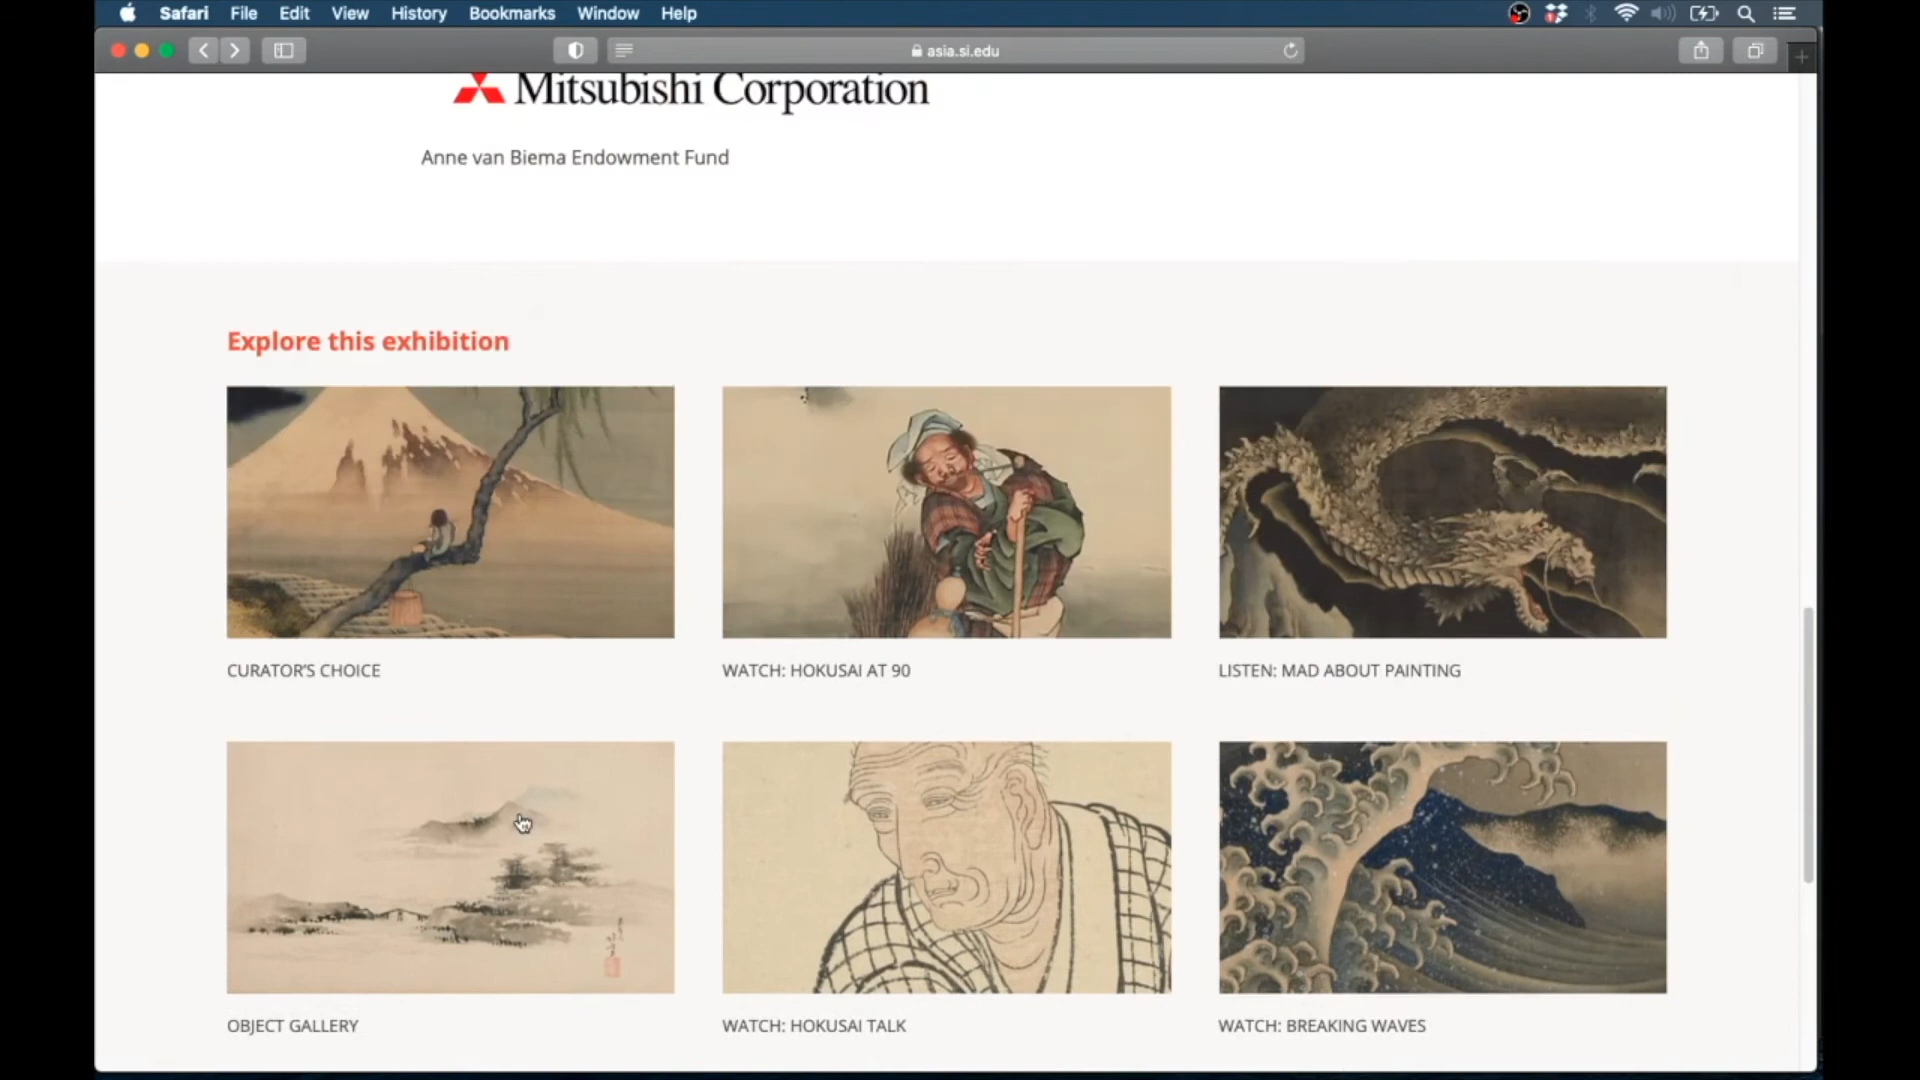 Safari File Edit View History Bookmarks Window Help
asia.si.edu
Mitsubishi Corporation
Anne van Biema Endowment Fund
Explore this exhibition
CURATOR'S CHOICE
WATCH: HOKUSAI AT 90
LISTEN: MAD ABOUT PAINTING
OBJECT GALLERY
WATCH: HOKUSAI TALK
WATCH: BREAKING WAVES